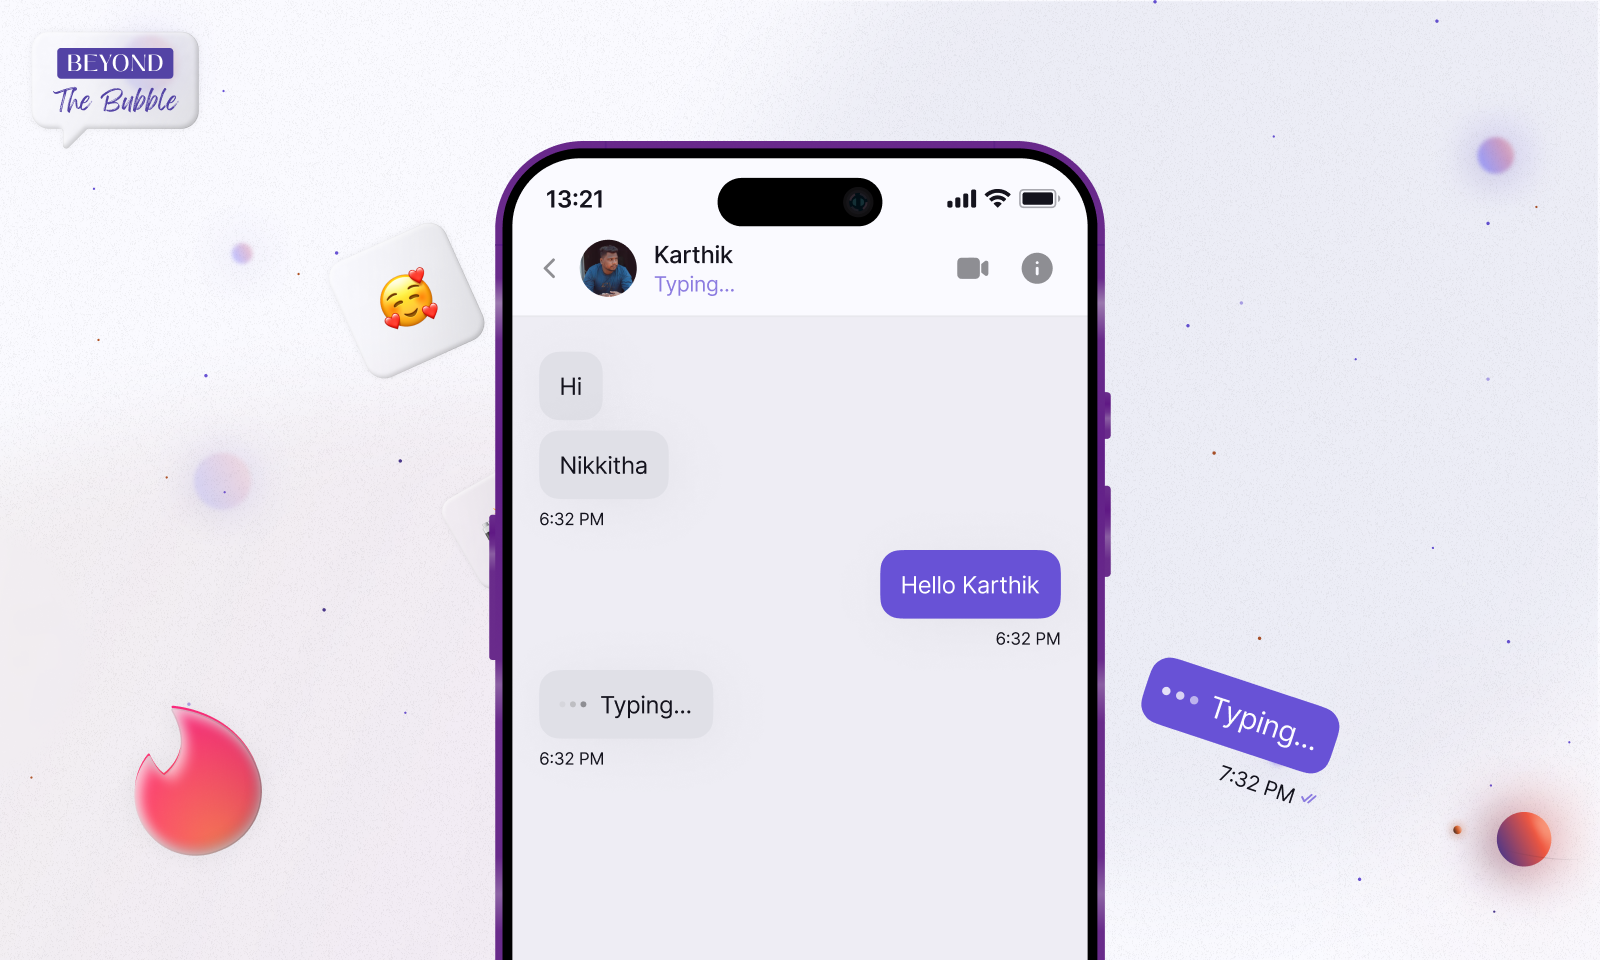 BEYOND
The Bubble
13:21
Karthik
Typing...
Hi
Nikkitha
6:32 PM
Hello Karthik
6:32 PM
Typing...
6:32 PM
Typing...
7:32 PM